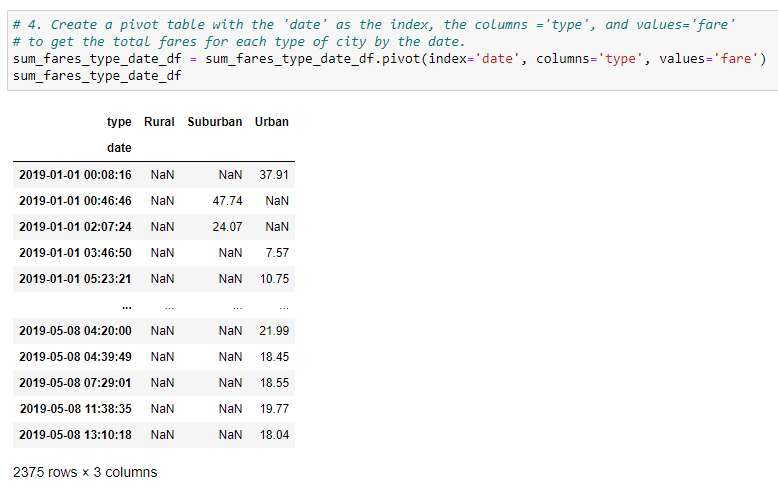 # 4. Create a pivot table with the 'date' as the index, the columns ='type', and values='fare'
# to get the total fares for each type of city by the date.
sum_fares_type_date_df = sum_fares_type_date_df.pivot(index='date', columns='type', values='fare')
sum_fares_type_date_df
type Rural Suburban Urban
date
2019-01-01 00:08:16 NaN NaN 37.91
2019-01-01 00:46:46 NaN 47.74 NaN
2019-01-01 02:07:24 NaN 24.07 NaN
2019-01-01 03:46:50 NaN NaN 7.57
2019-01-01 05:23:21 NaN NaN 10.75
... ... ... ...
2019-05-08 04:20:00 NaN NaN 21.99
2019-05-08 04:39:49 NaN NaN 18.45
2019-05-08 07:29:01 NaN NaN 18.55
2019-05-08 11:38:35 NaN NaN 19.77
2019-05-08 13:10:18 NaN NaN 18.04
2375 rows × 3 columns